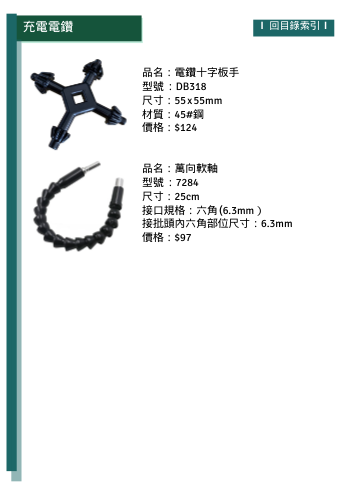 充電電鑽
I 回目錄索引 I
品名：電鑽十字板手
型號：DB318
尺寸：55x55mm
材質：45#鋼
價格：$124
品名：萬向軟軸
型號：7284
尺寸：25cm
接口規格：六角(6.3mm )
接批頭內六角部位尺寸：6.3mm
價格：$97